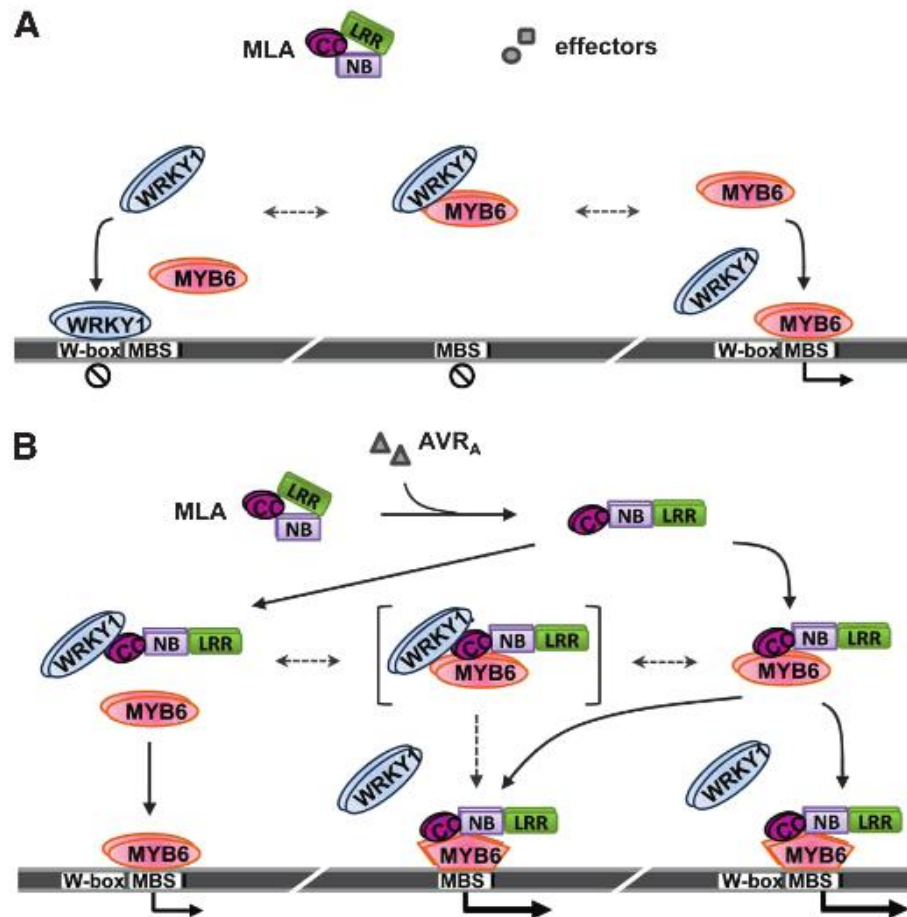 A
MLA CC LRR NB effectors
WRKY1 WRKY1 MYB6 MYB6
MYB6 WRKY1
WRKY1 MYB6
W-box MBS MBS W-box MBS
B
AVRA
MLA CC LRR NB CC NB LRR
WRKY1 CC NB LRR WRKY1 CC NB LRR MYB6 CC NB LRR MYB6
MYB6
WRKY1 WRKY1
MYB6 CC NB LRR MYB6 CC NB LRR MYB6
W-box MBS MBS W-box MBS